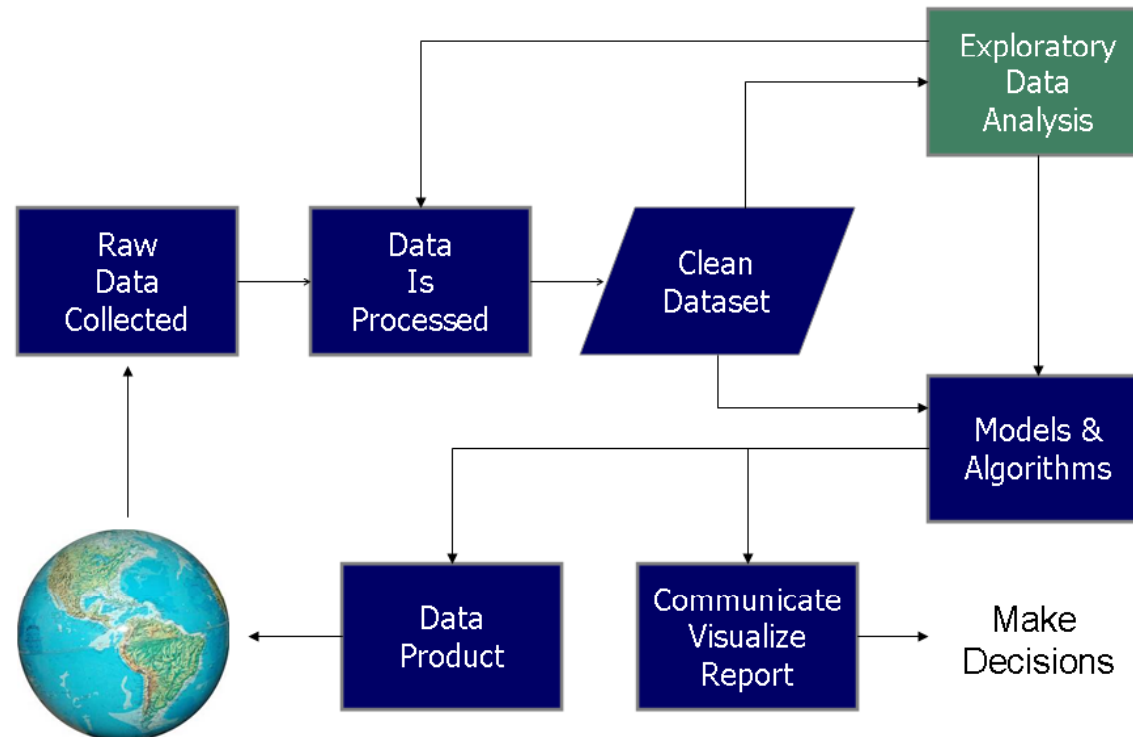 Exploratory
Data
Analysis
Raw
Data
Collected
Data
Is
Processed
Clean
Dataset
Models &
Algorithms
Data
Product
Communicate
Visualize
Report
Make
Decisions